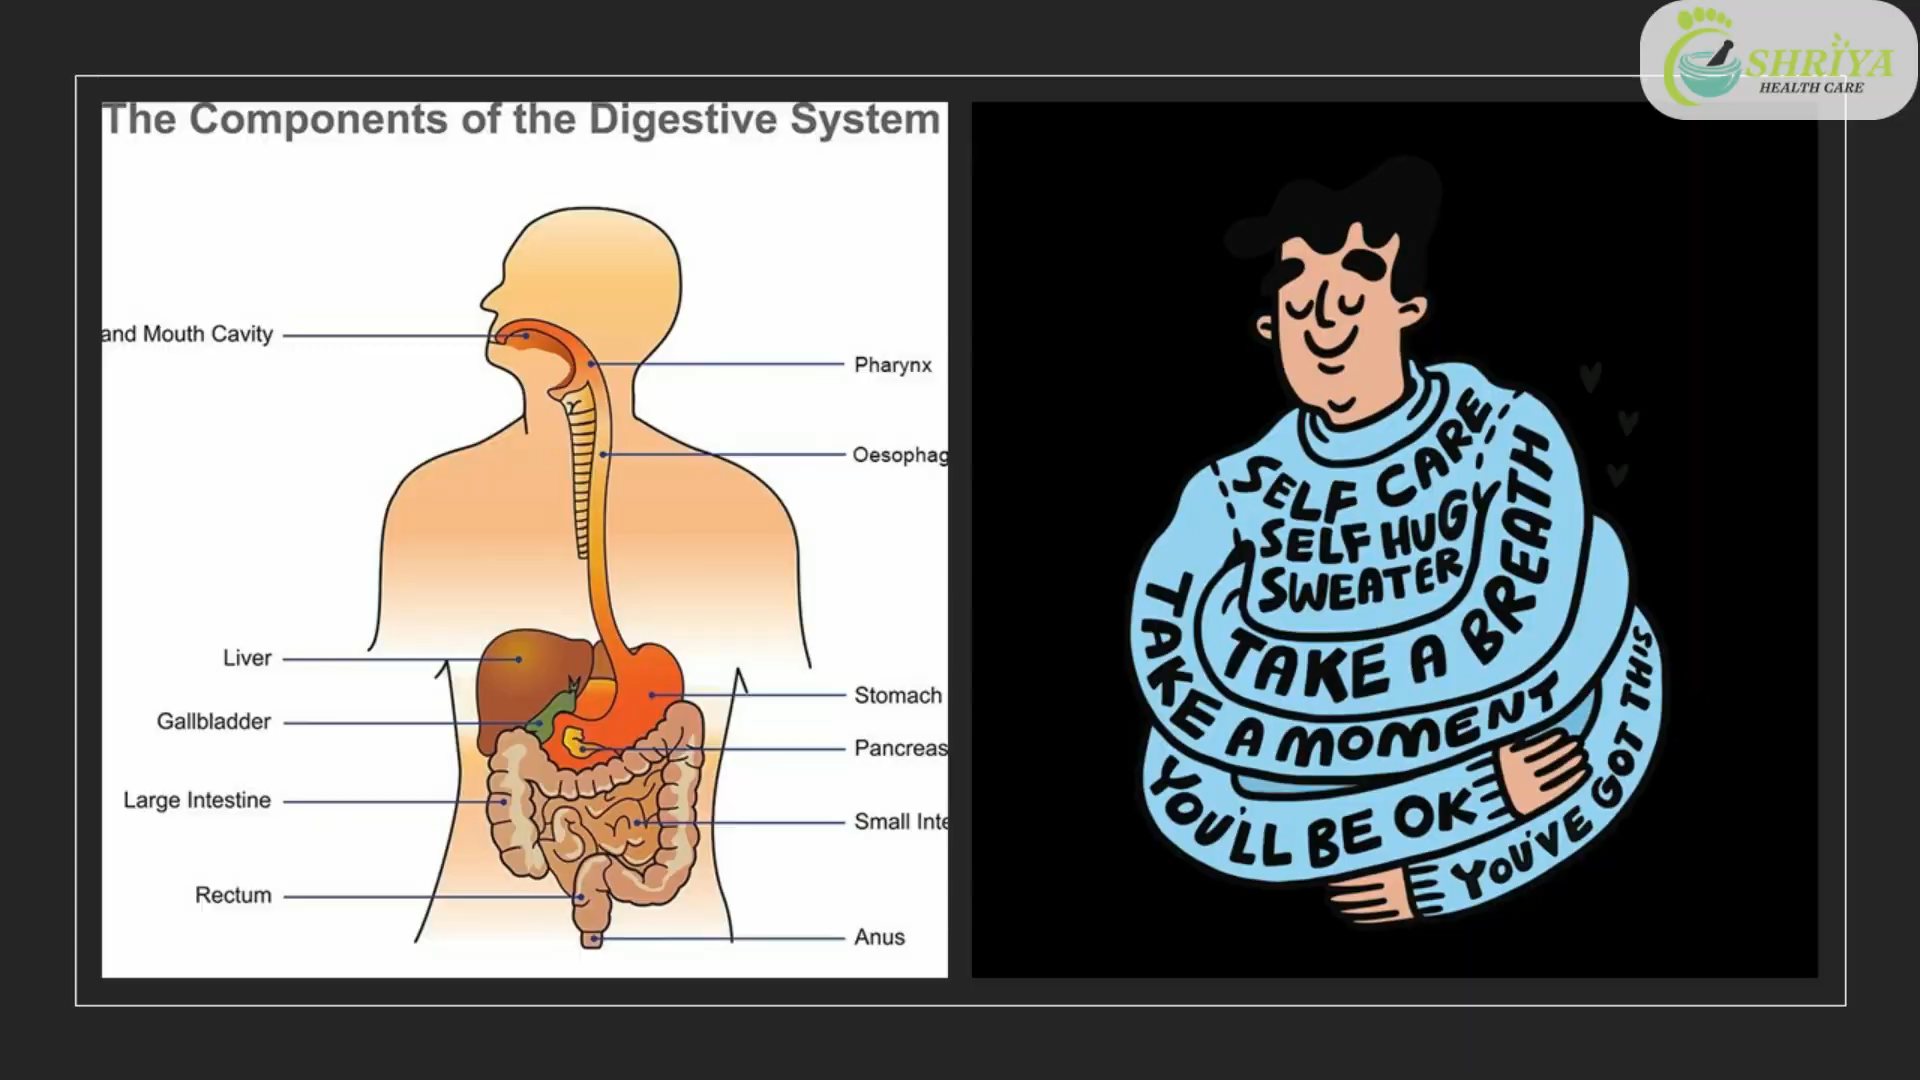 SHRIYA
HEALTH CARE
The Components of the Digestive System
and Mouth Cavity
Pharynx
Oesophag
Liver
Stomach
Gallbladder
Pancreas
Large Intestine
Small Inte
Rectum
Anus
SELF CARE
SELF HUG
SWEATER
TAKE A BREATH
TAKE A MOMENT
YOU'LL BE OK
YOU'VE GOT THIS